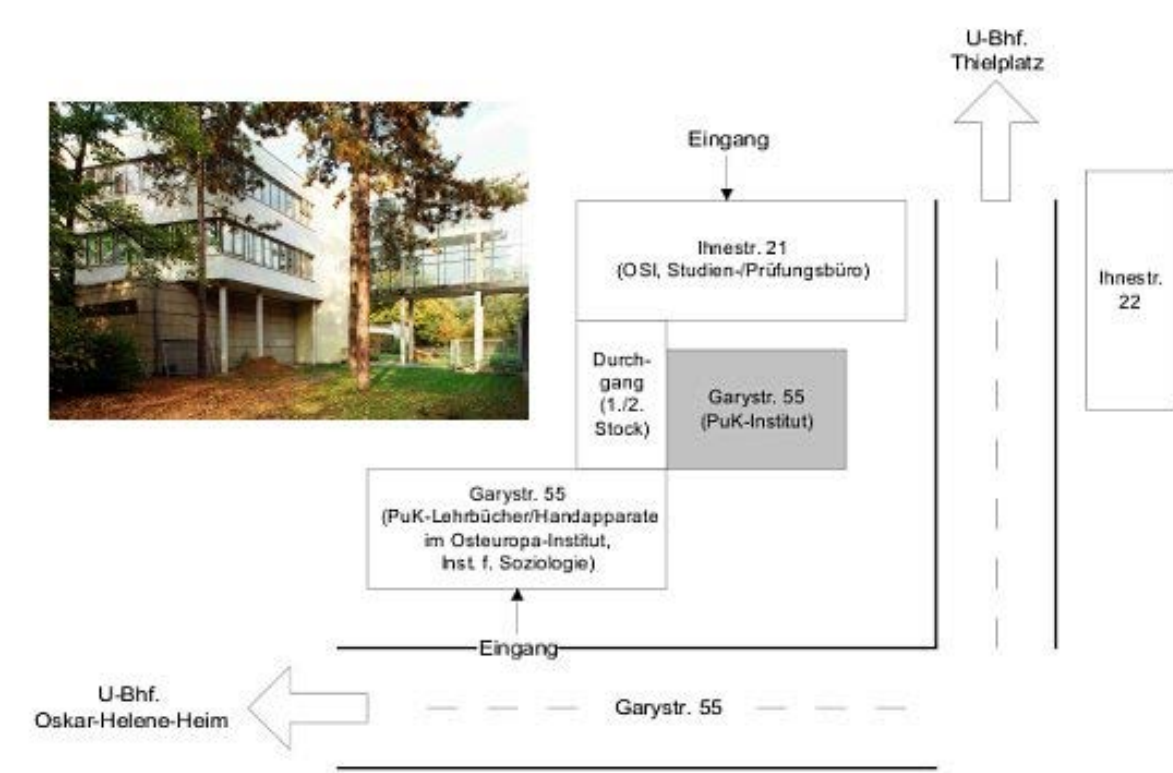 U-Bhf.
Thielplatz
Eingang
Ihnestr. 21
(OSI, Studien-/Prüfungsbüro)
Ihnestr.
22
Durch-
gang
(1./2.
Stock)
Garystr. 55
(PuK-Institut)
Garystr. 55
(PuK-Lehrbücher/Handapparate
im Osteuropa-Institut,
Inst. f. Soziologie)
Eingang
U-Bhf.
Oskar-Helene-Heim
Garystr. 55